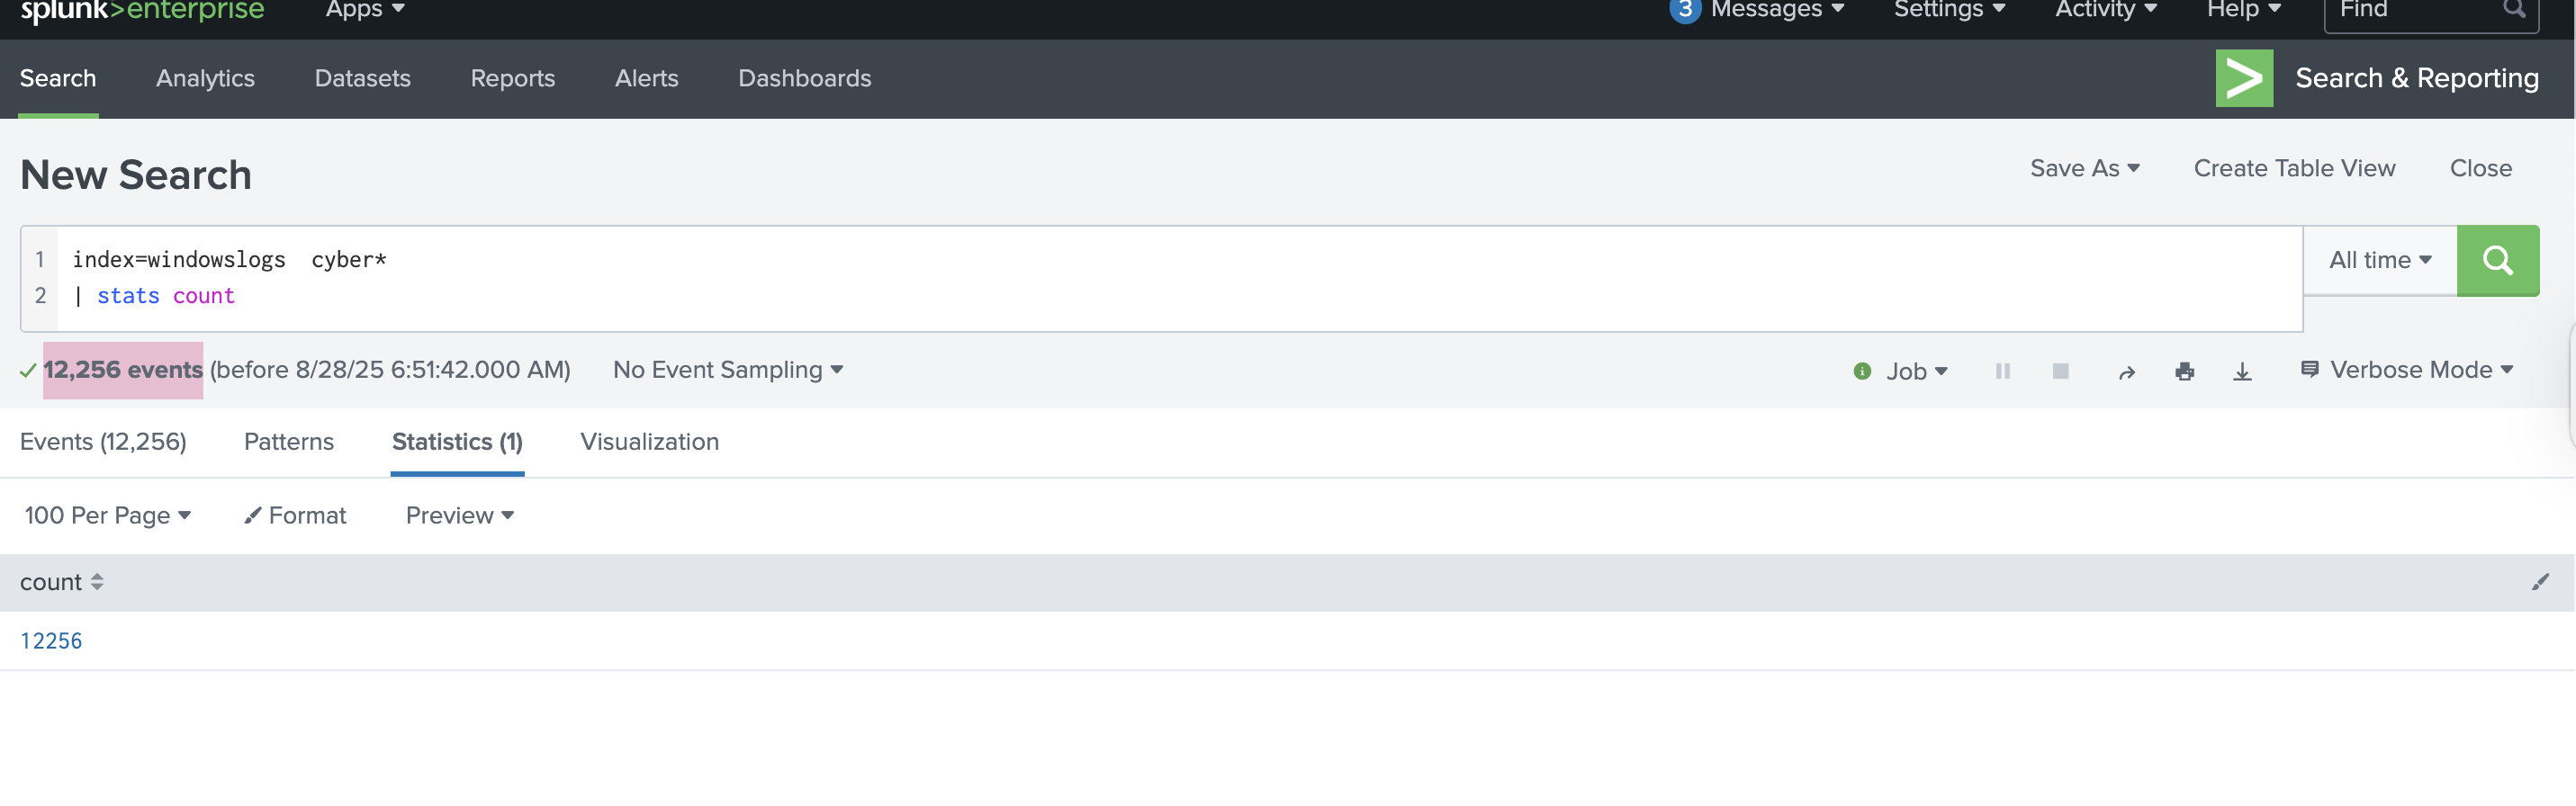 splunk>enterprise Apps 3 Messages Settings Activity Help Find
Search Analytics Datasets Reports Alerts Dashboards > Search & Reporting
New Search Save As Create Table View Close
1 index=windowslogs  cyber* All time
2 | stats count
12,256 events (before 8/28/25 6:51:42.000 AM) No Event Sampling Job Verbose Mode
Events (12,256) Patterns Statistics (1) Visualization
100 Per Page Format Preview
count
12256